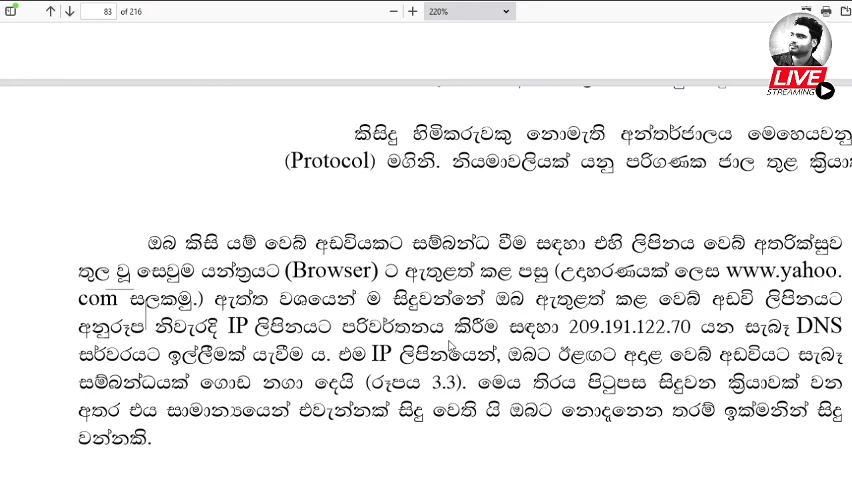 83 of 216
220%
LIVE
STREAMING
කිසිදු හිමිකරුවකු නොමැති අන්තර්ජාලය මෙහෙයවනු
(Protocol) මගිනි. නියමාවලියක් යනු පරිගණක ජාල තුළ
ඔබ කිසි යම් වෙබ් අඩවියකට සම්බන්ධ වීම සඳහා එහි ලිපිනය වෙබ් අතරික්සුව
තුල වූ සෙවුම් යන්ත්‍රයට (Browser) ට ඇතුළත් කළ පසු (උදාහරණයක් ලෙස www.yahoo.
com සලකමු.) ඇත්ත වශයෙන් ම සිදුවන්නේ ඔබ ඇතුළත් කළ වෙබ් අඩවි ලිපිනයට
අනුරූප නිවැරදි IP ලිපිනයට පරිවර්තනය කිරීම සඳහා 209.191.122.70 යන සැබෑ DNS
සර්වරයට ඉල්ලීමක් යැවීම ය. එම IP ලිපිනයෙන්, ඔබට ඊළඟට අදාළ වෙබ් අඩවියට සැබෑ
සම්බන්ධයක් ගොඩ නගා දෙයි (රූපය 3.3). මෙය තිරය පිටුපස සිදුවන ක්‍රියාවක් වන
අතර එය සාමාන්‍යයෙන් එවැන්නක් සිදු වෙති යි ඔබට නොදැනෙන තරම් ඉක්මනින් සිදු
වන්නකි.